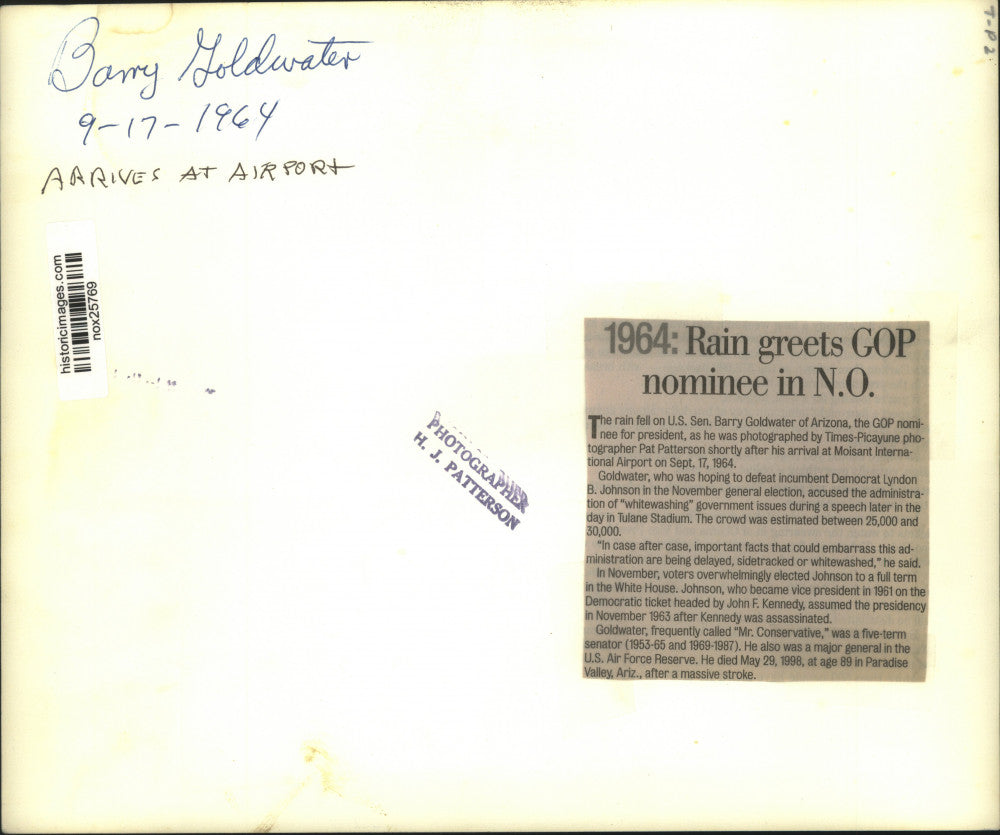 T-P2
Barry Goldwater
9-17-1964
ARRIVES AT AIRPORT
historicimages.com
nox25769
PHOTOGRAPHER
H. J. PATTERSON
1964: Rain greets GOP
nominee in N.O.
The rain fell on U.S. Sen. Barry Goldwater of Arizona, the GOP nomi-
nee for president, as he was photographed by Times-Picayune pho-
tographer Pat Patterson shortly after his arrival at Moisant Interna-
tional Airport on Sept. 17, 1964.
Goldwater, who was hoping to defeat incumbent Democrat Lyndon
B. Johnson in the November general election, accused the administra-
tion of "whitewashing" government issues during a speech later in the
day in Tulane Stadium. The crowd was estimated between 25,000 and
30,000.
"In case after case, important facts that could embarrass this ad-
ministration are being delayed, sidetracked or whitewashed," he said.
In November, voters overwhelmingly elected Johnson to a full term
in the White House. Johnson, who became vice president in 1961 on the
Democratic ticket headed by John F. Kennedy, assumed the presidency
in November 1963 after Kennedy was assassinated.
Goldwater, frequently called "Mr. Conservative," was a five-term
senator (1953-65 and 1969-1987). He also was a major general in the
U.S. Air Force Reserve. He died May 29, 1998, at age 89 in Paradise
Valley, Ariz., after a massive stroke.